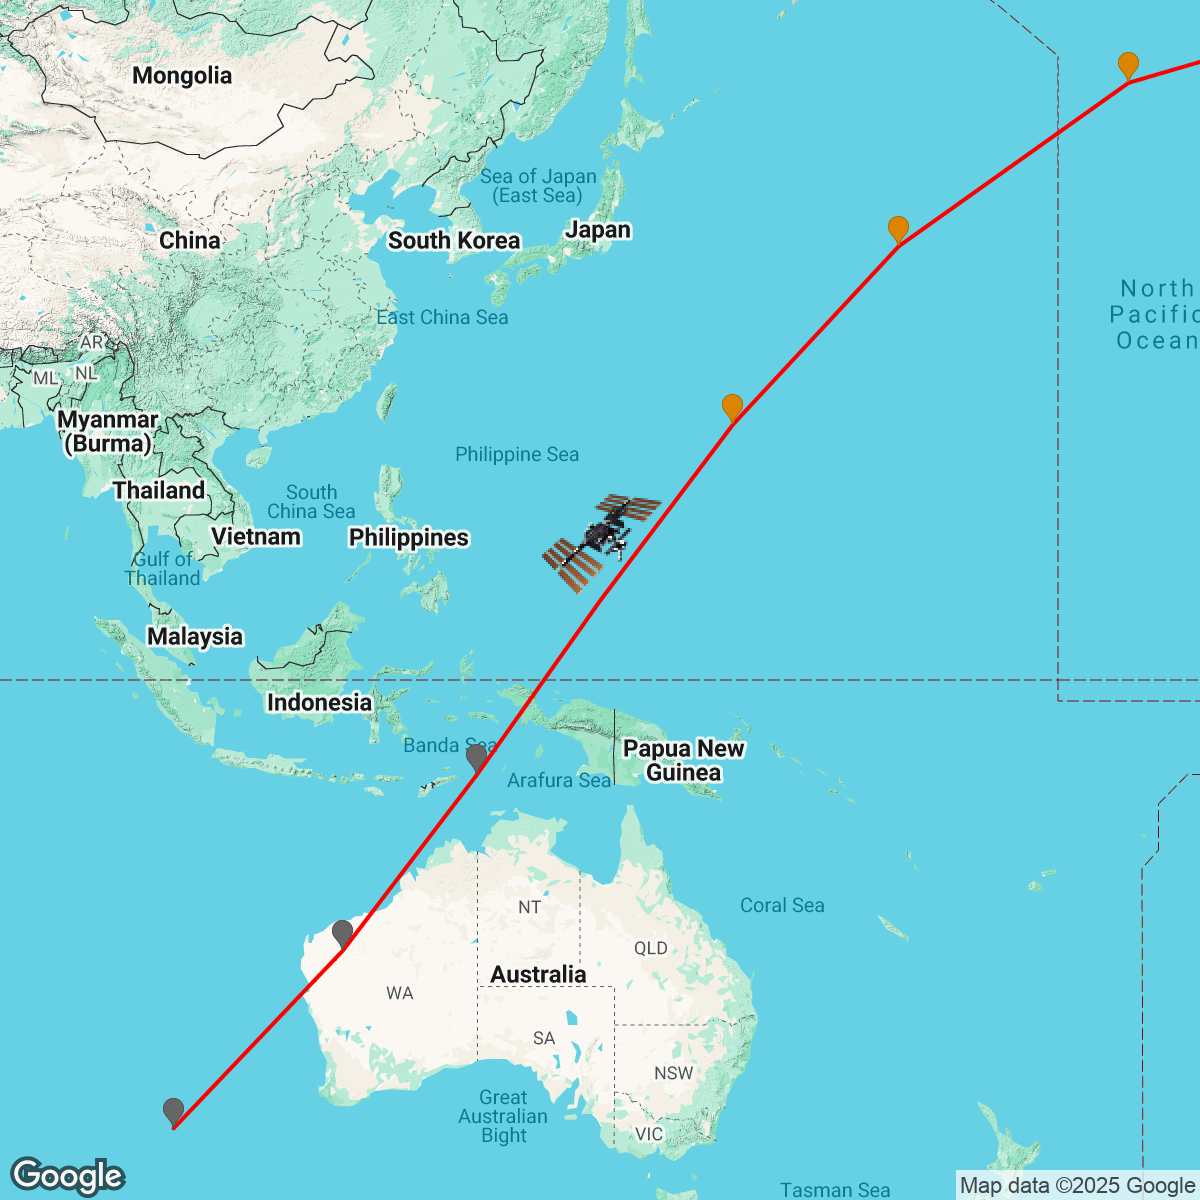 Mongolia
Sea of Japan
(East Sea)
Japan
China
South Korea
North
Pacific
Ocean
East China Sea
AR
NL
ML
Myanmar
(Burma)
Philippine Sea
Thailand
South
China Sea
Vietnam
Philippines
Gulf of
Thailand
Malaysia
Indonesia
Banda Sea
Papua New
Guinea
Arafura Sea
NT
Coral Sea
QLD
Australia
WA
SA
NSW
Great
Australian
Bight
VIC
Google
Tasman Sea
Map data ©2025 Google